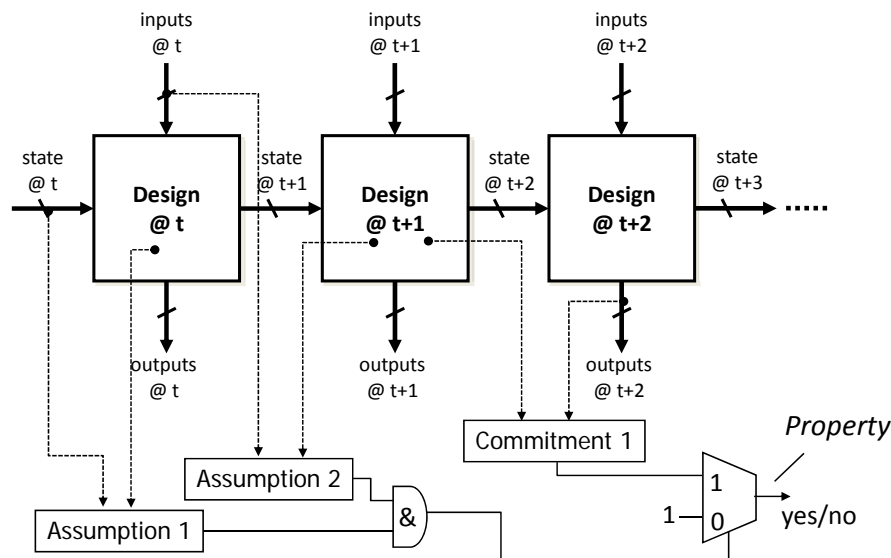 inputs
@ t
inputs
@ t+1
inputs
@ t+2
state
@ t
state
@ t+1
state
@ t+2
state
@ t+3
Design
@ t
Design
@ t+1
Design
@ t+2
......
outputs
@ t
outputs
@ t+1
outputs
@ t+2
Commitment 1
Property
Assumption 2
Assumption 1
&
1
1
0
yes/no